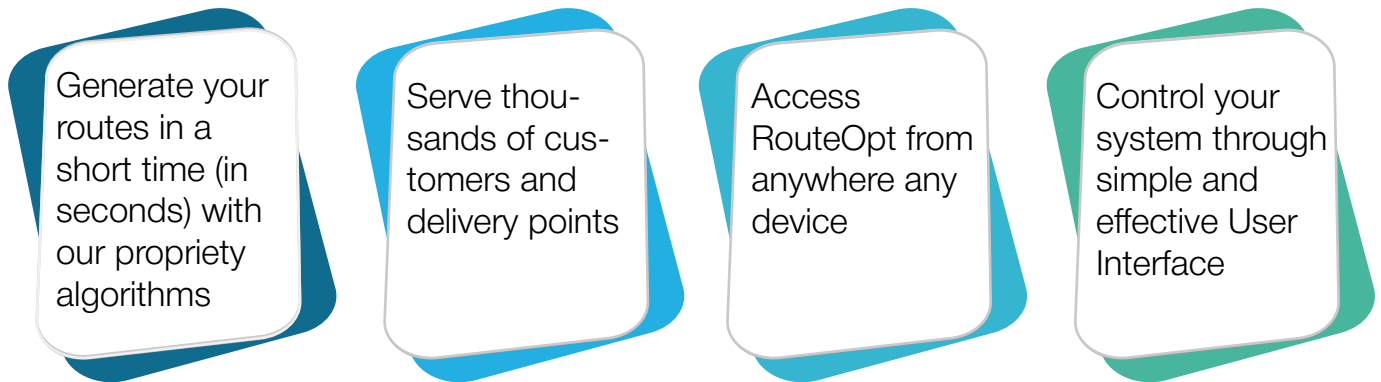 Generate your
routes in a
short time (in
seconds) with
our propriety
algorithms
Serve thou-
sands of cus-
tomers and
delivery points
Access
RouteOpt from
anywhere any
device
Control your
system through
simple and
effective User
Interface